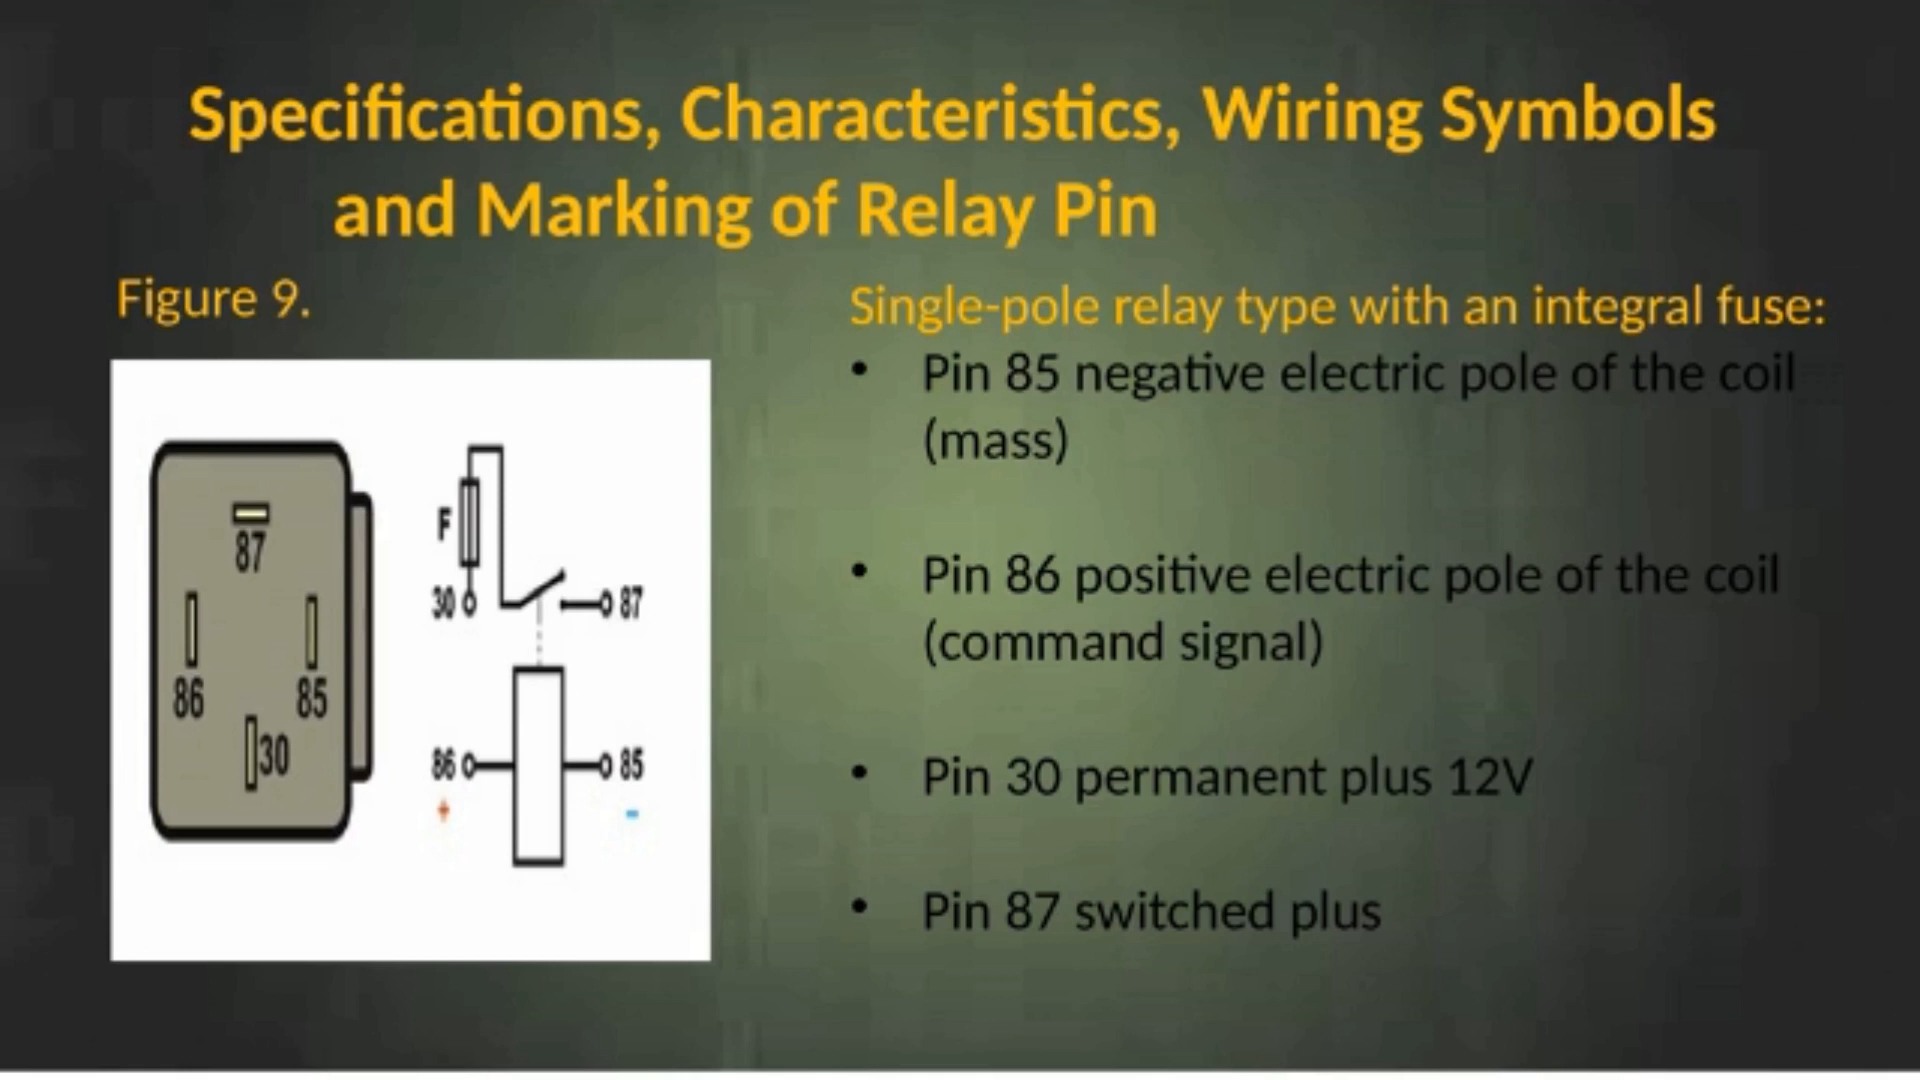 Specifications, Characteristics, Wiring Symbols
and Marking of Relay Pin
Figure 9.
87
86
85
30
F
30
87
86
85
+
-
Single-pole relay type with an integral fuse:
• Pin 85 negative electric pole of the coil
(mass)
• Pin 86 positive electric pole of the coil
(command signal)
• Pin 30 permanent plus 12V
• Pin 87 switched plus